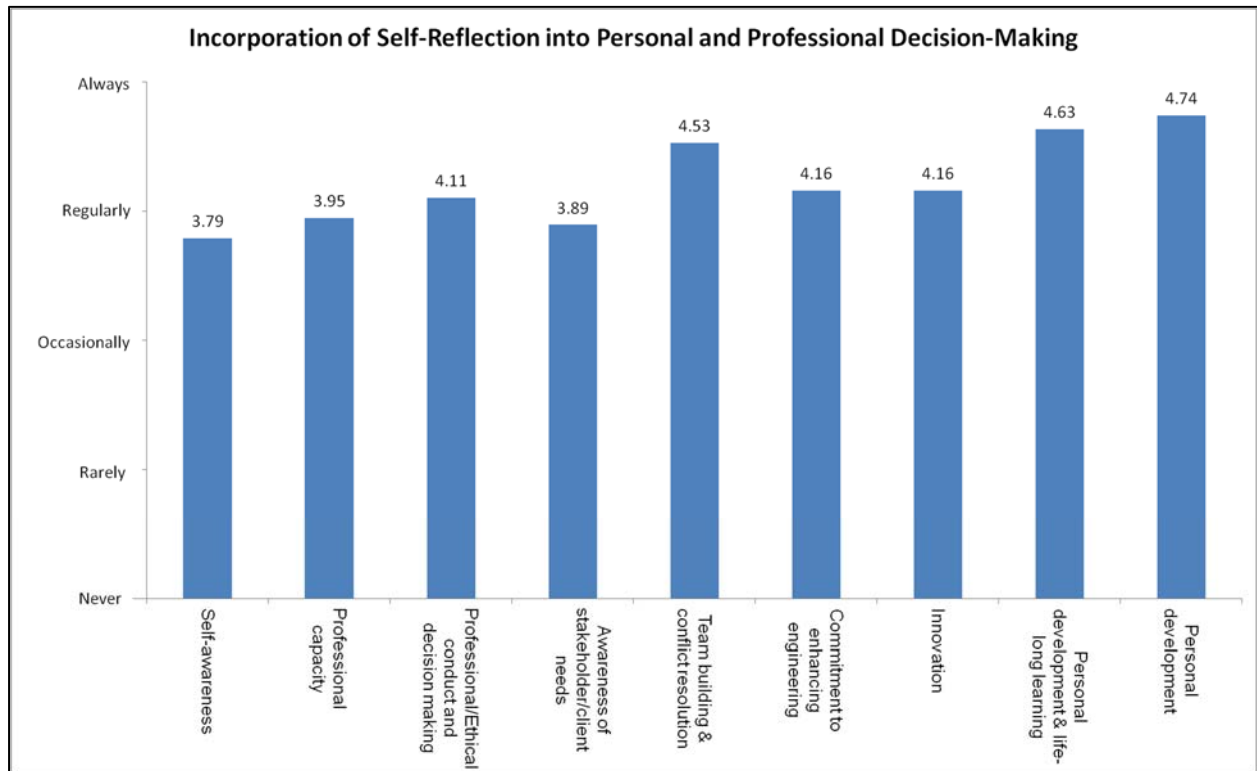 Incorporation of Self-Reflection into Personal and Professional Decision-Making
Always
Regularly
Occasionally
Rarely
Never
3.79
3.95
4.11
3.89
4.53
4.16
4.16
4.63
4.74
Self-awareness
Professional
capacity
Professional/Ethical
conduct and
decision making
Awareness of
stakeholder/client
needs
Team building &
conflict resolution
Commitment to
enhancing
engineering
Innovation
Personal
development & life-
long learning
Personal
development